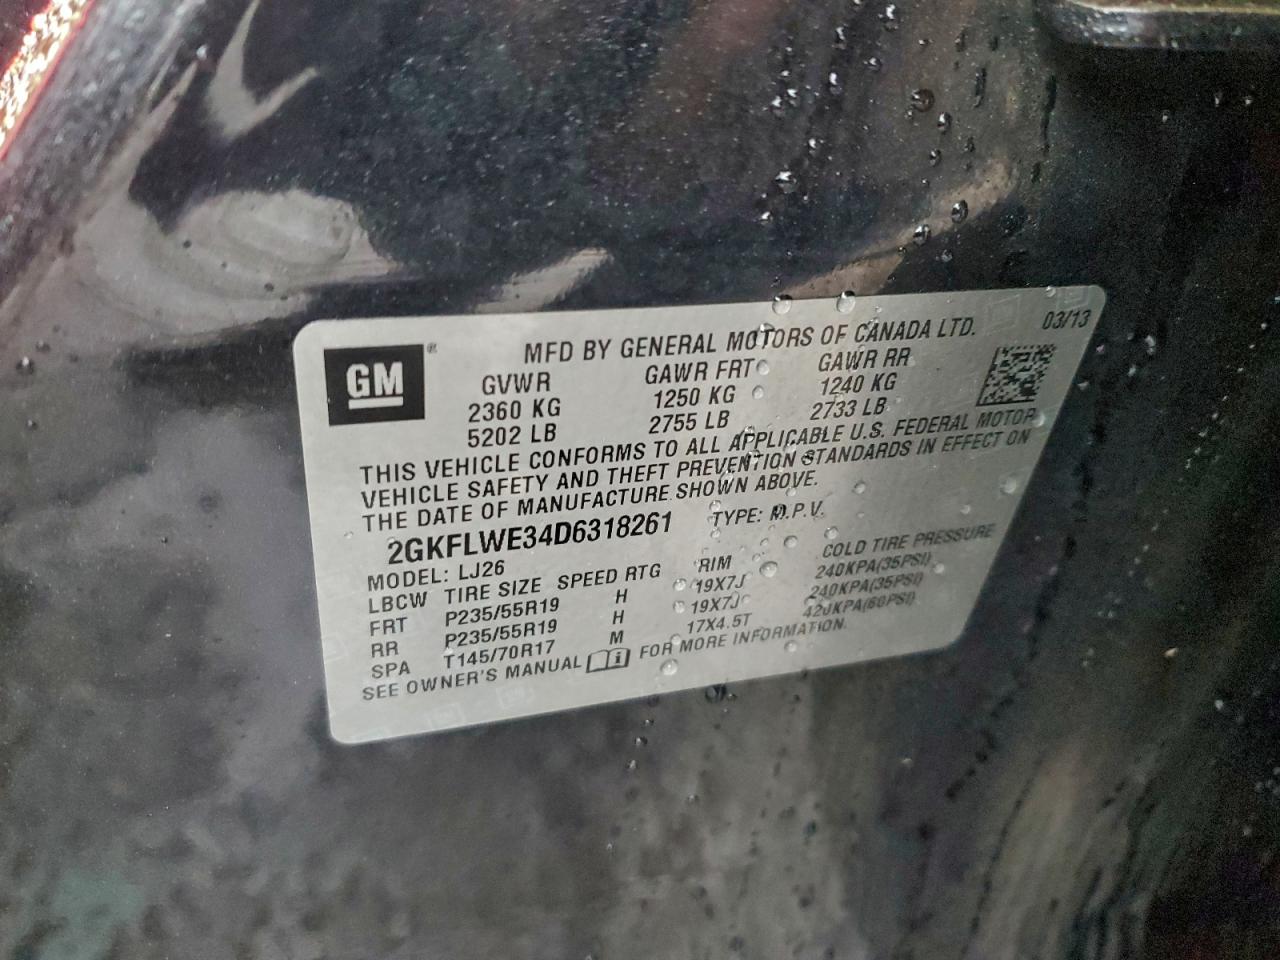 GM®
MFD BY GENERAL MOTORS OF CANADA LTD. 03/13
GVWR GAWR FRT GAWR RR
2360 KG 1250 KG 1240 KG
5202 LB 2755 LB 2733 LB
THIS VEHICLE CONFORMS TO ALL APPLICABLE U.S. FEDERAL MOTOR
VEHICLE SAFETY AND THEFT PREVENTION STANDARDS IN EFFECT ON
THE DATE OF MANUFACTURE SHOWN ABOVE.
2GKFLWE34D6318261 TYPE: M.P.V.
MODEL: LJ26
LBCW TIRE SIZE SPEED RTG RIM COLD TIRE PRESSURE
FRT P235/55R19 H 19X7J 240KPA(35PSI)
RR P235/55R19 H 19X7J 240KPA(35PSI)
SPA T145/70R17 M 17X4.5T 420KPA(60PSI)
SEE OWNER'S MANUAL FOR MORE INFORMATION.